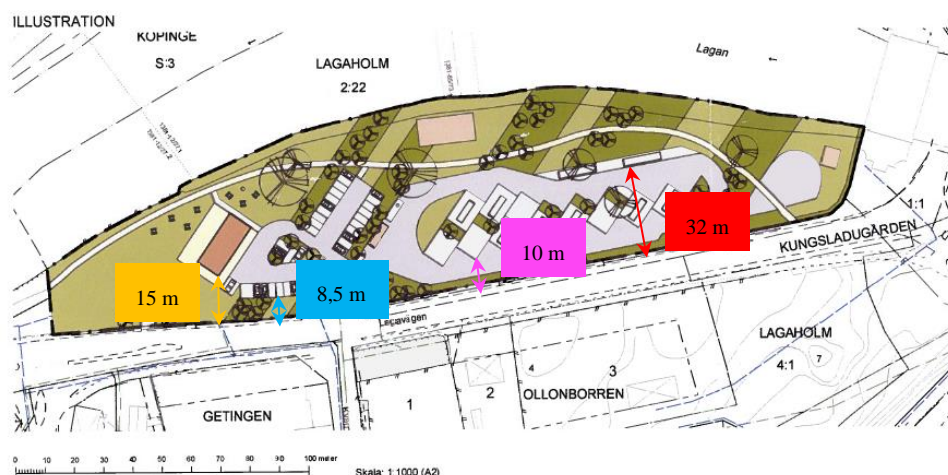 ILLUSTRATION
KÖPINGE
S:3
LAGAHOLM
2:22
Lagan
1:1
KUNGSLADUGÅRDEN
32 m
10 m
8,5 m
15 m
Lagavägen
LAGAHOLM
4:1
7
4
3
2
1
OLLONBORREN
GETINGEN
0 10 20 30 40 50 60 70 80 90 100 meter
Skala: 1:1000 (A2)